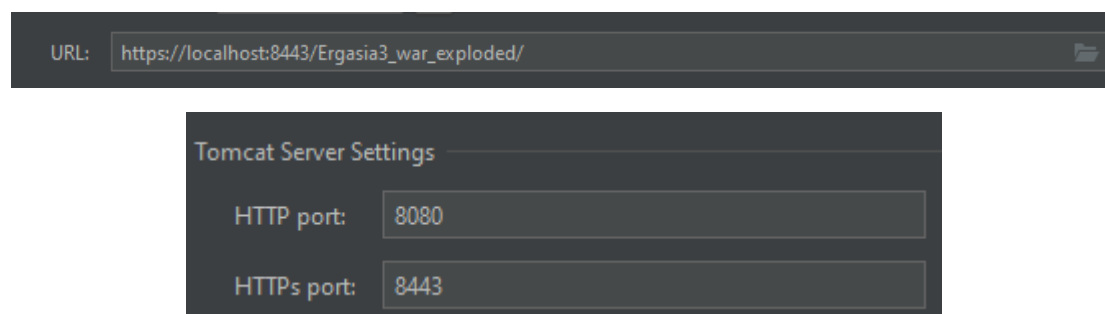 URL: https://localhost:8443/Ergasia3_war_exploded/
Tomcat Server Settings
HTTP port: 8080
HTTPs port: 8443